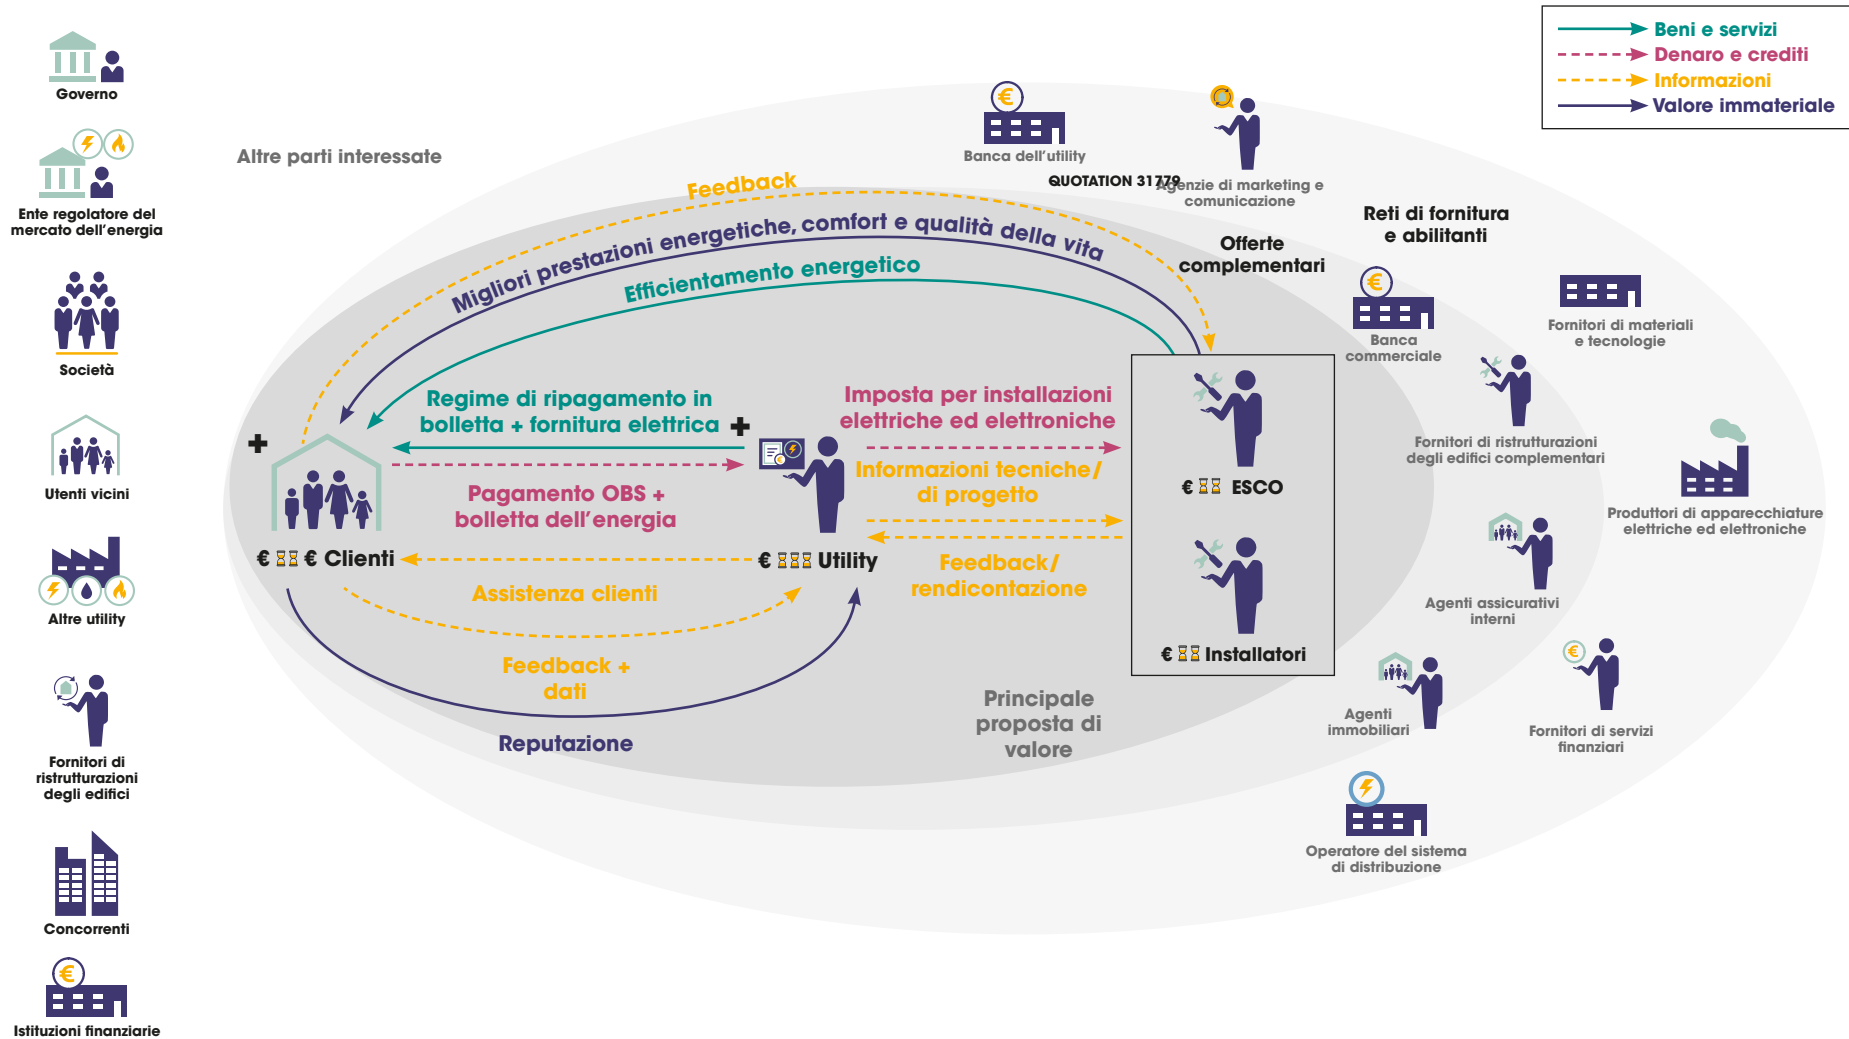 Beni e servizi
Denaro e crediti
Informazioni
Valore immateriale
Governo
Ente regolatore del
mercato dell'energia
Società
Utenti vicini
Altre utility
Fornitori di
ristrutturazioni
degli edifici
Concorrenti
€
Istituzioni finanziarie
Altre parti interessate
€
Banca dell'utility
QUOTATION 31779
Agenzie di marketing e
comunicazione
Reti di fornitura
e abilitanti
Offerte
complementari
€
Banca
commerciale
Fornitori di materiali
e tecnologie
Fornitori di ristrutturazioni
degli edifici complementari
Produttori di apparecchiature
elettriche ed elettroniche
Agenti assicurativi
interni
Agenti
immobiliari
€
Fornitori di servizi
finanziari
Operatore del sistema
di distribuzione
Feedback
Migliori prestazioni energetiche, comfort e qualità della vita
Efficientamento energetico
Regime di ripagamento in
bolletta + fornitura elettrica
+
+
Pagamento OBS +
bolletta dell'energia
Imposta per installazioni
elettriche ed elettroniche
Informazioni tecniche/
di progetto
Feedback/
rendicontazione
€ € Clienti
€ Utility
€ ESCO
€ Installatori
Assistenza clienti
Feedback +
dati
Reputazione
Principale
proposta di
valore